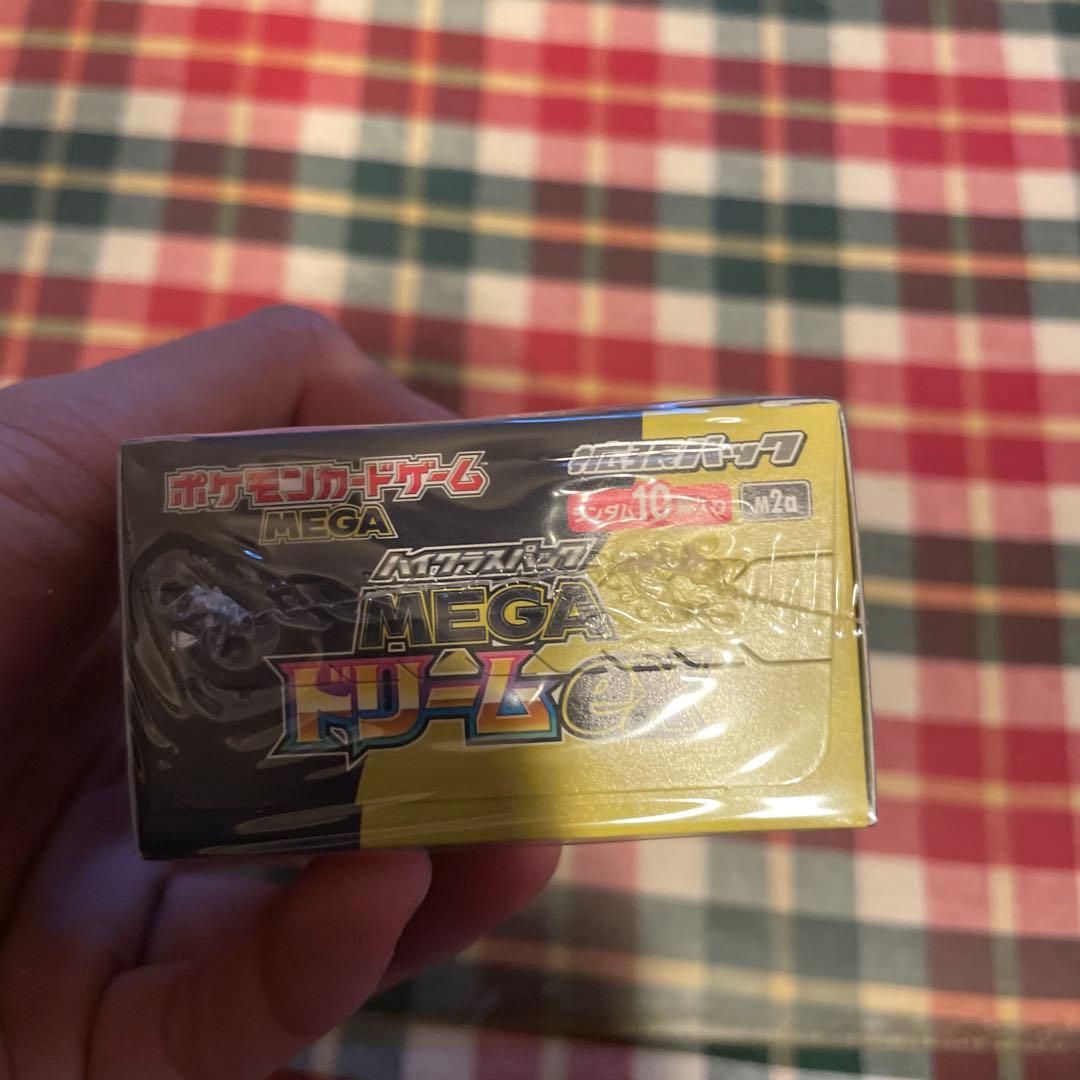 ポケモンカードゲーム
MEGA
拡張パック
ランダム10枚入り
M2a
ハイクラスパック
MEGA
ドリームex